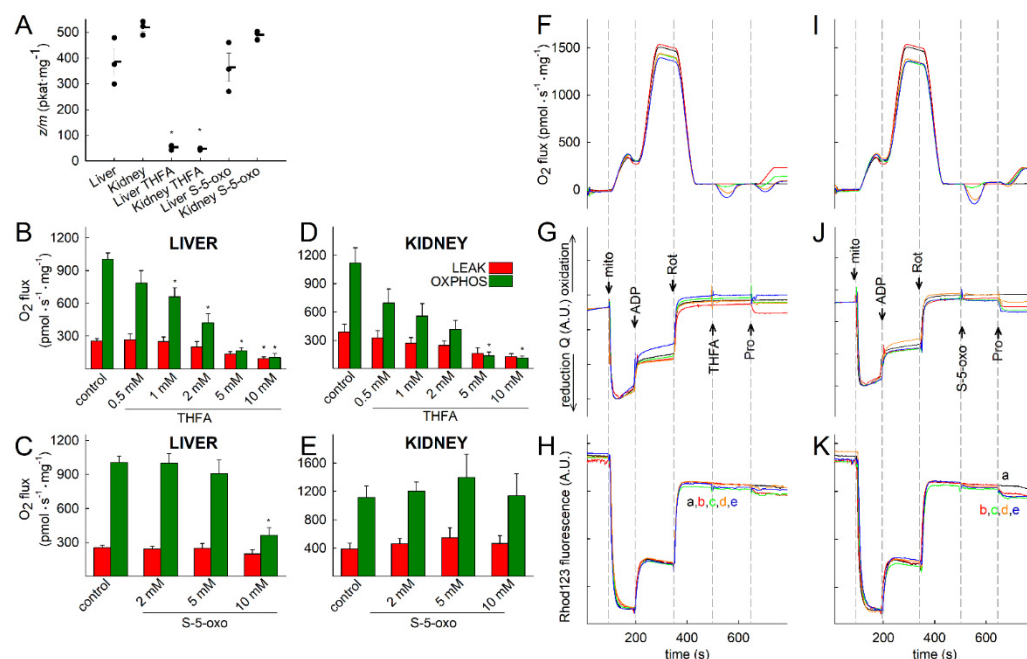 A
z/m (pkat·mg⁻¹)
500
400
300
200
100
0
*
*
Liver
Kidney
Liver THFA
Kidney THFA
Liver S-5-oxo
Kidney S-5-oxo
B
LIVER
O₂ flux
(pmol·s⁻¹·mg⁻¹)
1200
900
600
300
*
*
*
* *
control
0.5 mM
1 mM
2 mM
5 mM
10 mM
THFA
D
KIDNEY
LEAK
OXPHOS
1200
900
600
300
*
*
control
0.5 mM
1 mM
2 mM
5 mM
10 mM
THFA
C
LIVER
O₂ flux
(pmol·s⁻¹·mg⁻¹)
1200
900
600
300
*
control
2 mM
5 mM
10 mM
S-5-oxo
E
KIDNEY
1600
1200
800
400
control
2 mM
5 mM
10 mM
S-5-oxo
F
O₂ flux (pmol·s⁻¹·mg⁻¹)
1500
1000
500
0
I
G
reduction Q (A.U.) oxidation
mito
ADP
Rot
THFA
Pro
J
mito
ADP
Rot
S-5-oxo
Pro
H
Rhod123 fluorescence (A.U.)
a,b,c,d,e
200
400
600
time (s)
K
a
b,c,d,e
200
400
600
time (s)